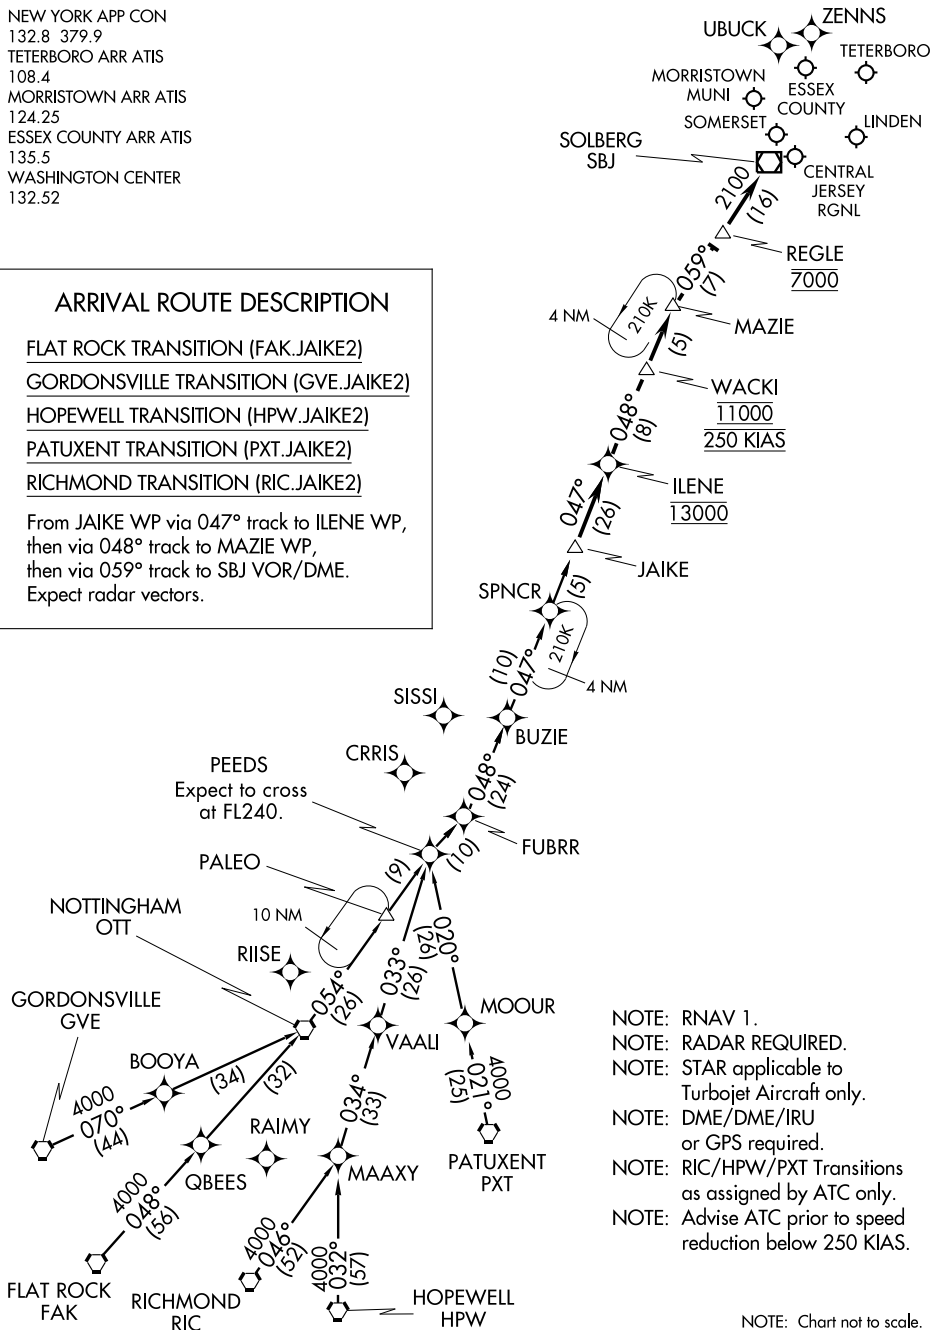 NEW YORK APP CON
132.8 379.9
TETERBORO ARR ATIS
108.4
MORRISTOWN ARR ATIS
124.25
ESSEX COUNTY ARR ATIS
135.5
WASHINGTON CENTER
132.52
UBUCK
ZENNS
TETERBORO
MORRISTOWN
MUNI
ESSEX
COUNTY
SOMERSET
LINDEN
SOLBERG
SBJ
CENTRAL
JERSEY
RGNL
2100
(16)
REGLE
7000
059°
(7)
210K
4 NM
MAZIE
(5)
WACKI
11000
250 KIAS
048°
(8)
ILENE
13000
047°
(26)
JAIKE
(5)
SPNCR
210K
4 NM
(10)
047°
SISSI
BUZIE
CRRIS
048°
(24)
PEEDS
Expect to cross
at FL240.
FUBRR
(10)
(9)
PALEO
10 NM
NOTTINGHAM
OTT
RIISE
054°
(26)
033°
(26)
020°
(26)
MOOUR
VAALI
GORDONSVILLE
GVE
BOOYA
(34)
(32)
4000
070°
(44)
034°
(33)
4000
021°
(25)
RAIMY
QBEES
MAAXY
PATUXENT
PXT
4000
048°
(56)
4000
046°
(52)
4000
032°
(57)
FLAT ROCK
FAK
RICHMOND
RIC
HOPEWELL
HPW
ARRIVAL ROUTE DESCRIPTION
FLAT ROCK TRANSITION (FAK.JAIKE2)
GORDONSVILLE TRANSITION (GVE.JAIKE2)
HOPEWELL TRANSITION (HPW.JAIKE2)
PATUXENT TRANSITION (PXT.JAIKE2)
RICHMOND TRANSITION (RIC.JAIKE2)
From JAIKE WP via 047° track to ILENE WP,
then via 048° track to MAZIE WP,
then via 059° track to SBJ VOR/DME.
Expect radar vectors.
NOTE: RNAV 1.
NOTE: RADAR REQUIRED.
NOTE: STAR applicable to
Turbojet Aircraft only.
NOTE: DME/DME/IRU
or GPS required.
NOTE: RIC/HPW/PXT Transitions
as assigned by ATC only.
NOTE: Advise ATC prior to speed
reduction below 250 KIAS.
NOTE: Chart not to scale.